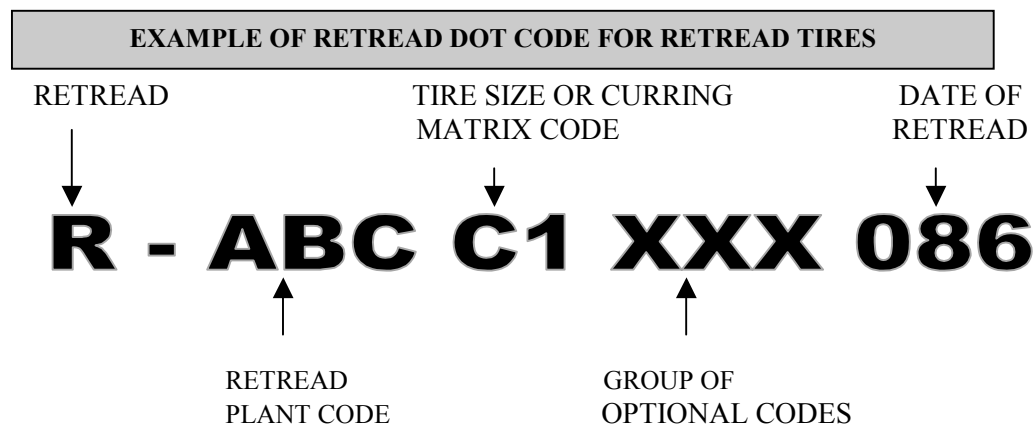 EXAMPLE OF RETREAD DOT CODE FOR RETREAD TIRES
RETREAD
TIRE SIZE OR CURRING
MATRIX CODE
DATE OF
RETREAD
R - ABC C1 XXX 086
RETREAD
PLANT CODE
GROUP OF
OPTIONAL CODES